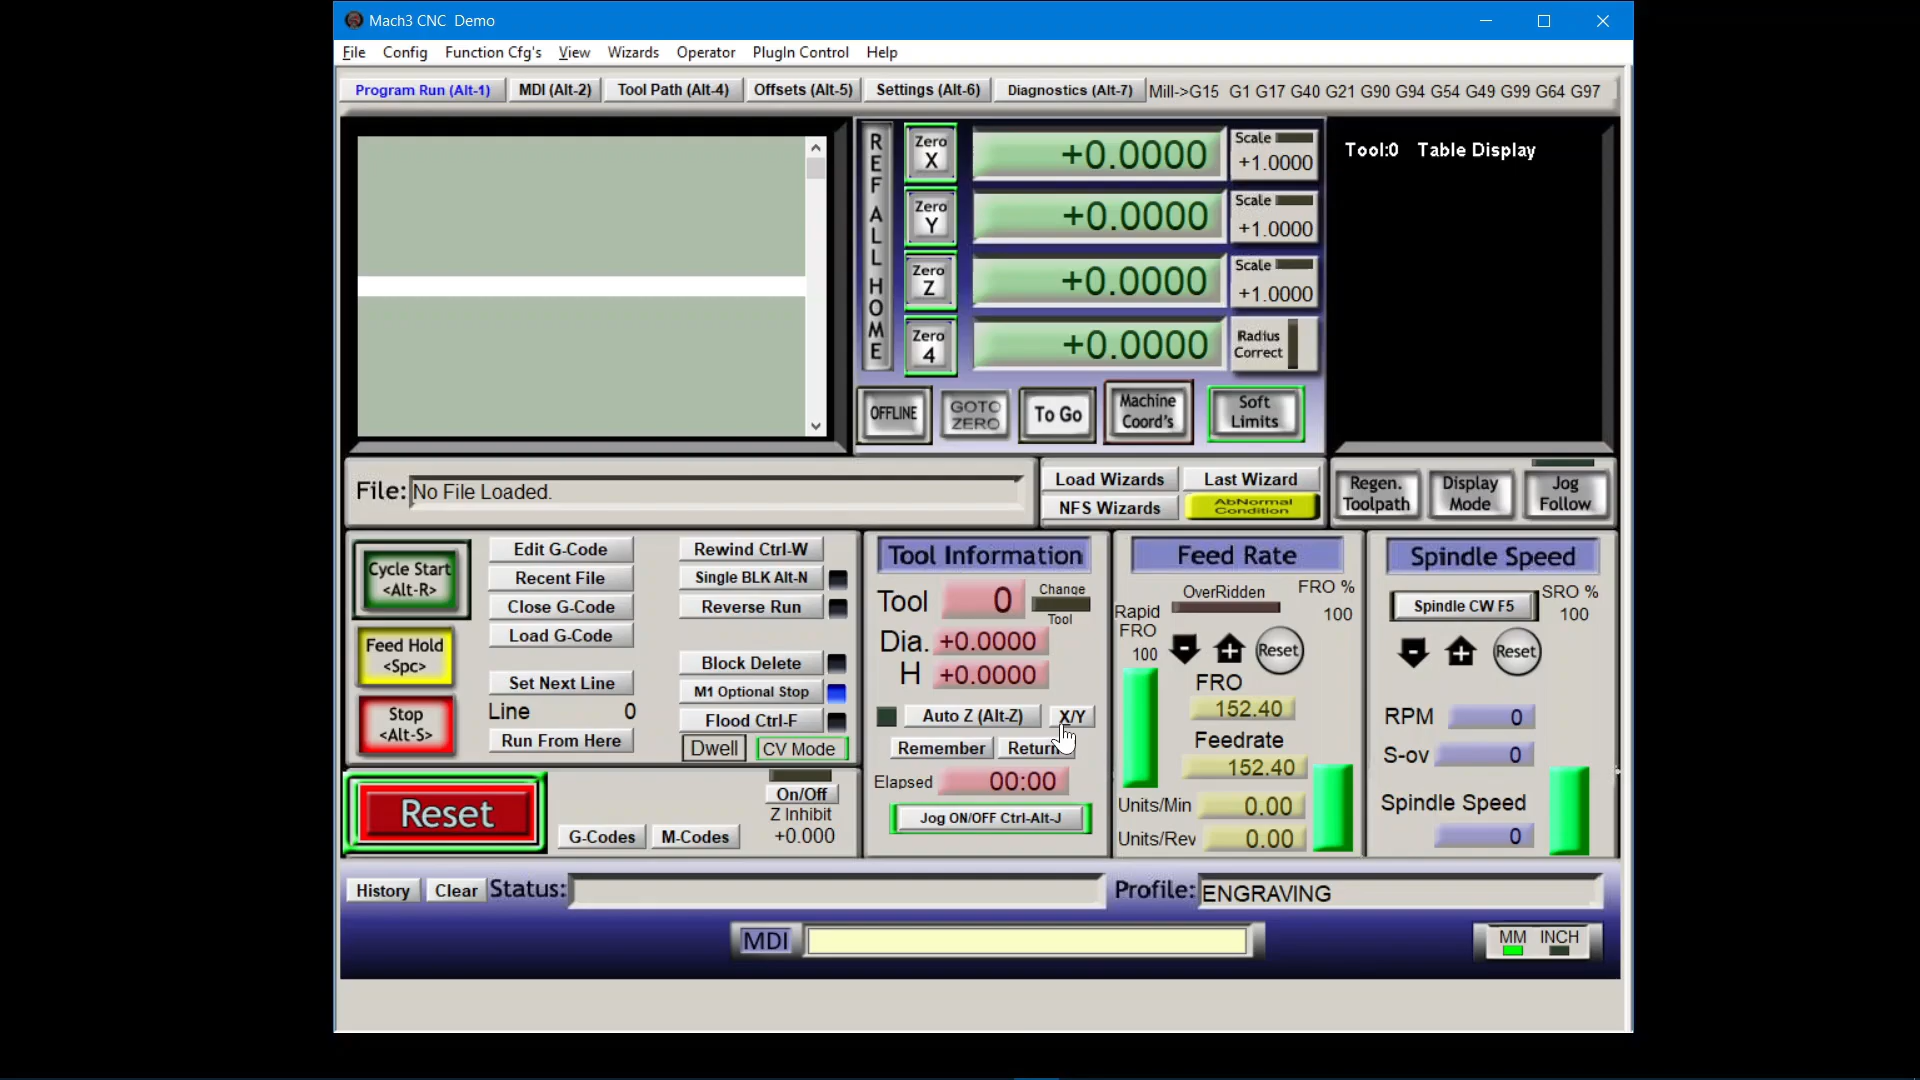 Mach3 CNC  Demo
File Config Function Cfg's View Wizards Operator PlugIn Control Help
Program Run (Alt-1) MDI (Alt-2) Tool Path (Alt-4) Offsets (Alt-5) Settings (Alt-6) Diagnostics (Alt-7) Mill->G15  G1 G17 G40 G21 G90 G94 G54 G49 G99 G64 G97
REF ALL HOME
Zero X +0.0000 Scale +1.0000
Zero Y +0.0000 Scale +1.0000
Zero Z +0.0000 Scale +1.0000
Zero 4 +0.0000 Radius Correct
OFFLINE GOTO ZERO To Go Machine Coord's Soft Limits
Tool:0 Table Display
File: No File Loaded.
Load Wizards Last Wizard
NFS Wizards AbNormal Condition
Regen. Toolpath Display Mode Jog Follow
Cycle Start <Alt-R>
Feed Hold <Spc>
Stop <Alt-S>
Edit G-Code
Recent File
Close G-Code
Load G-Code
Set Next Line
Line 0
Run From Here
Rewind Ctrl-W
Single BLK Alt-N
Reverse Run
Block Delete
M1 Optional Stop
Flood Ctrl-F
Dwell CV Mode
Reset
G-Codes M-Codes
On/Off
Z Inhibit
+0.000
Tool Information
Tool 0 Change Tool
Dia. +0.0000
H +0.0000
Auto Z (Alt-Z) X/Y
Remember Return
Elapsed 00:00
Jog ON/OFF Ctrl-Alt-J
Feed Rate
OverRidden FRO %
100
Rapid FRO
100
Reset
FRO
152.40
Feedrate
152.40
Units/Min 0.00
Units/Rev 0.00
Spindle Speed
Spindle CW F5 SRO %
100
Reset
RPM 0
S-ov 0
Spindle Speed
0
History Clear Status: Profile: ENGRAVING
MDI
MM INCH